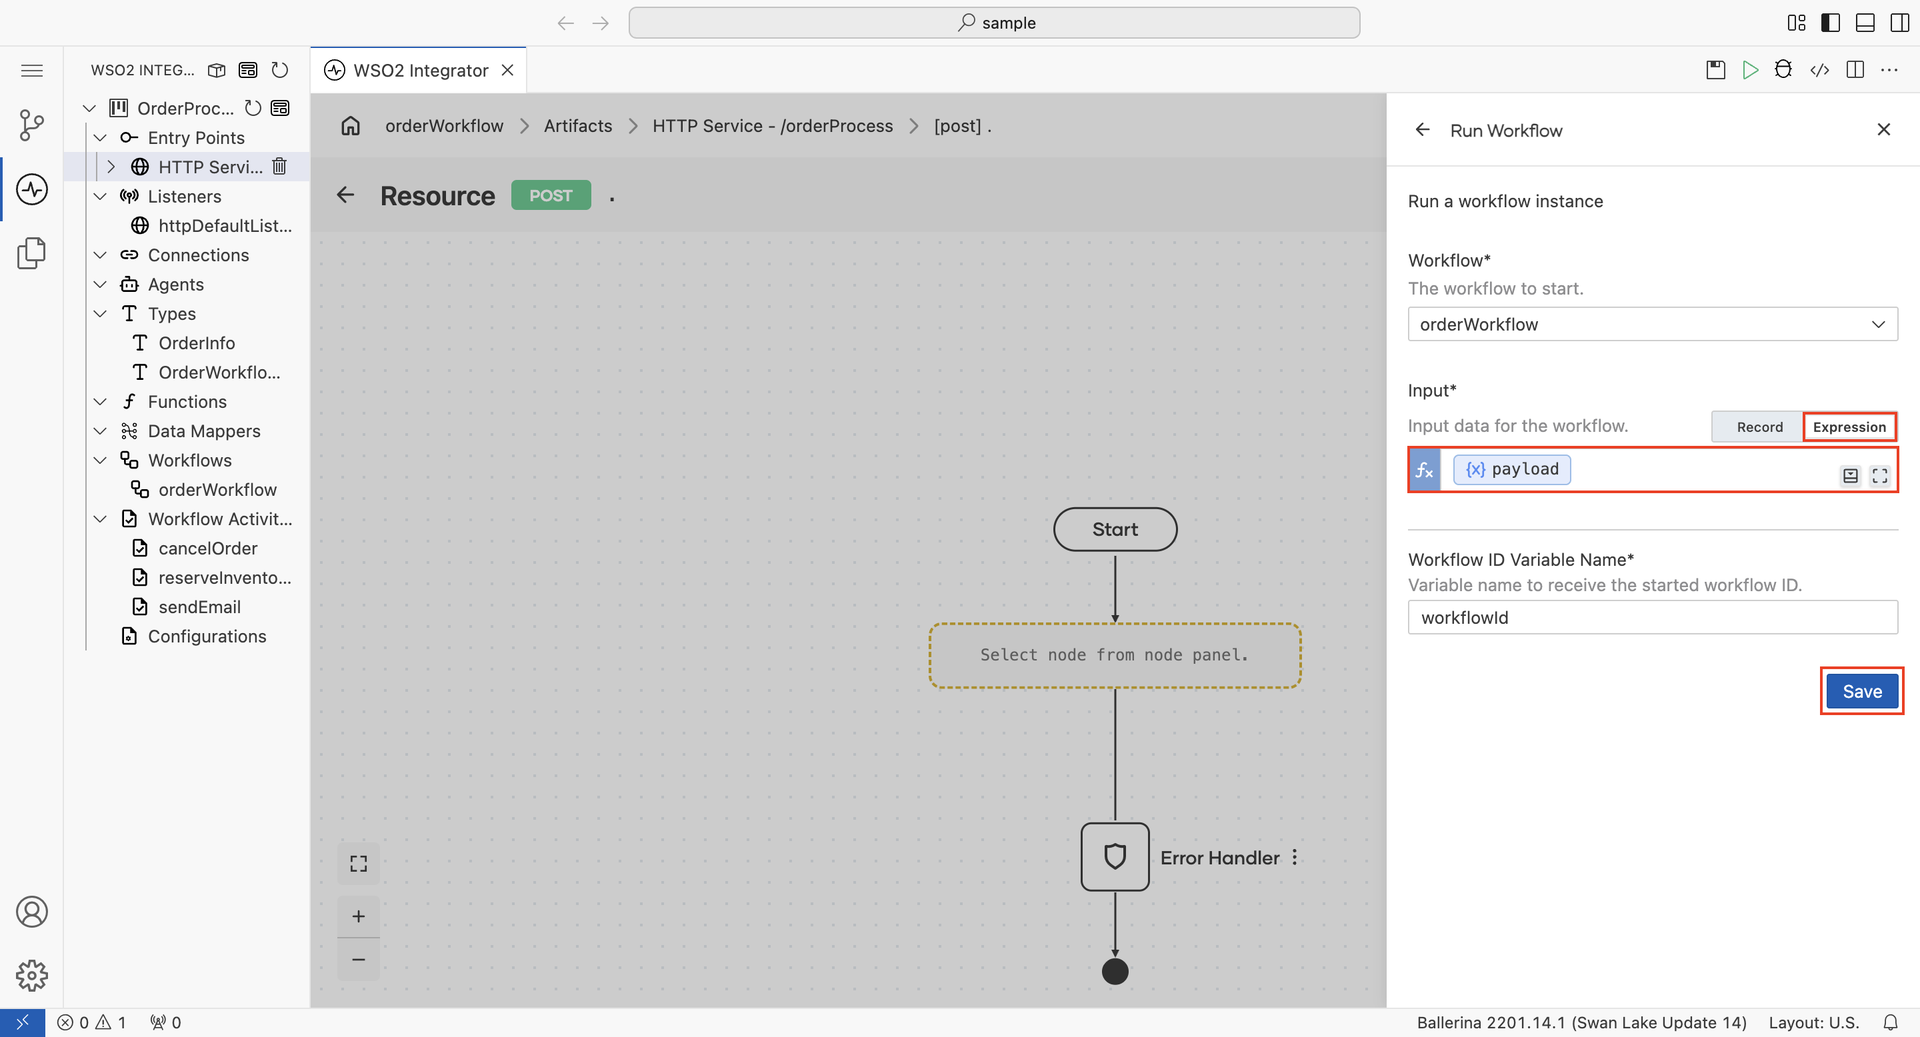 sample
WSO2 INTEG...
WSO2 Integrator
OrderProc...
Entry Points
HTTP Servi...
Listeners
httpDefaultList...
Connections
Agents
Types
OrderInfo
OrderWorkflo...
Functions
Data Mappers
Workflows
orderWorkflow
Workflow Activit...
cancelOrder
reserveInvento...
sendEmail
Configurations
orderWorkflow > Artifacts > HTTP Service - /orderProcess > [post] .
Resource POST .
Start
Select node from node panel.
Error Handler
Run Workflow
Run a workflow instance
Workflow*
The workflow to start.
orderWorkflow
Input*
Input data for the workflow.
Record Expression
fx {x} payload
Workflow ID Variable Name*
Variable name to receive the started workflow ID.
workflowId
Save
0 1 0
Ballerina 2201.14.1 (Swan Lake Update 14) Layout: U.S.